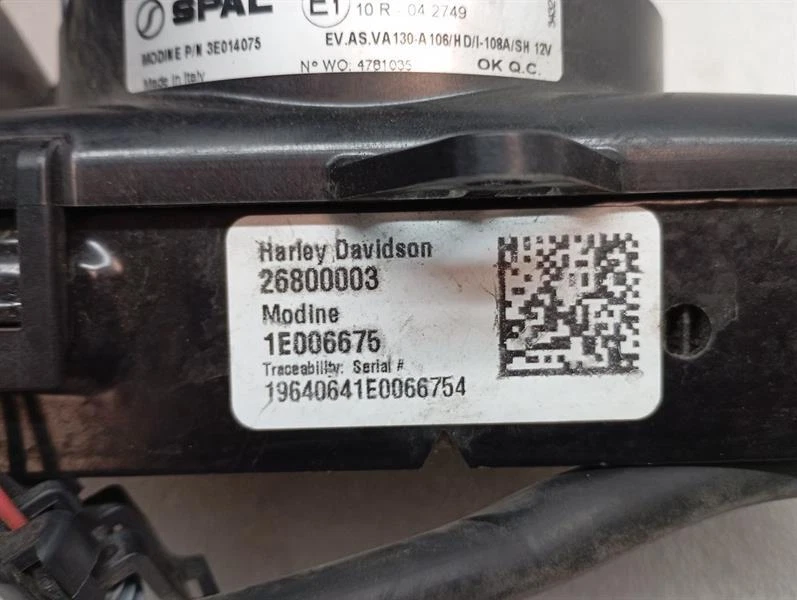 SPAL
E1
10 R - 04 2749
MODINE P/N 3E014075
EV.AS.VA130-A106/HD/I-108A/SH 12V
Made in Italy
N° WO: 4781035
OK Q.C.
Harley Davidson
26800003
Modine
1E006675
Traceability: Serial #
19640641E0066754